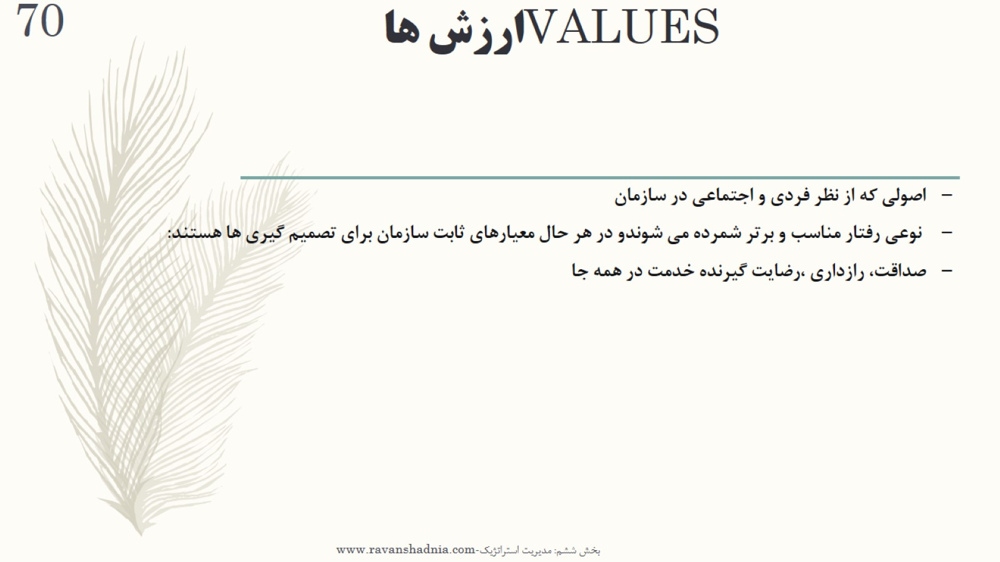 70
VALUESارزش ها
– اصولی که از نظر فردی و اجتماعی در سازمان
– نوعی رفتار مناسب و برتر شمرده می شوندو در هر حال معیارهای ثابت سازمان برای تصمیم گیری ها هستند:
– صداقت، رازداری ،رضایت گیرنده خدمت در همه جا
بخش ششم: مدیریت استراتژیک-www.ravanshadnia.com